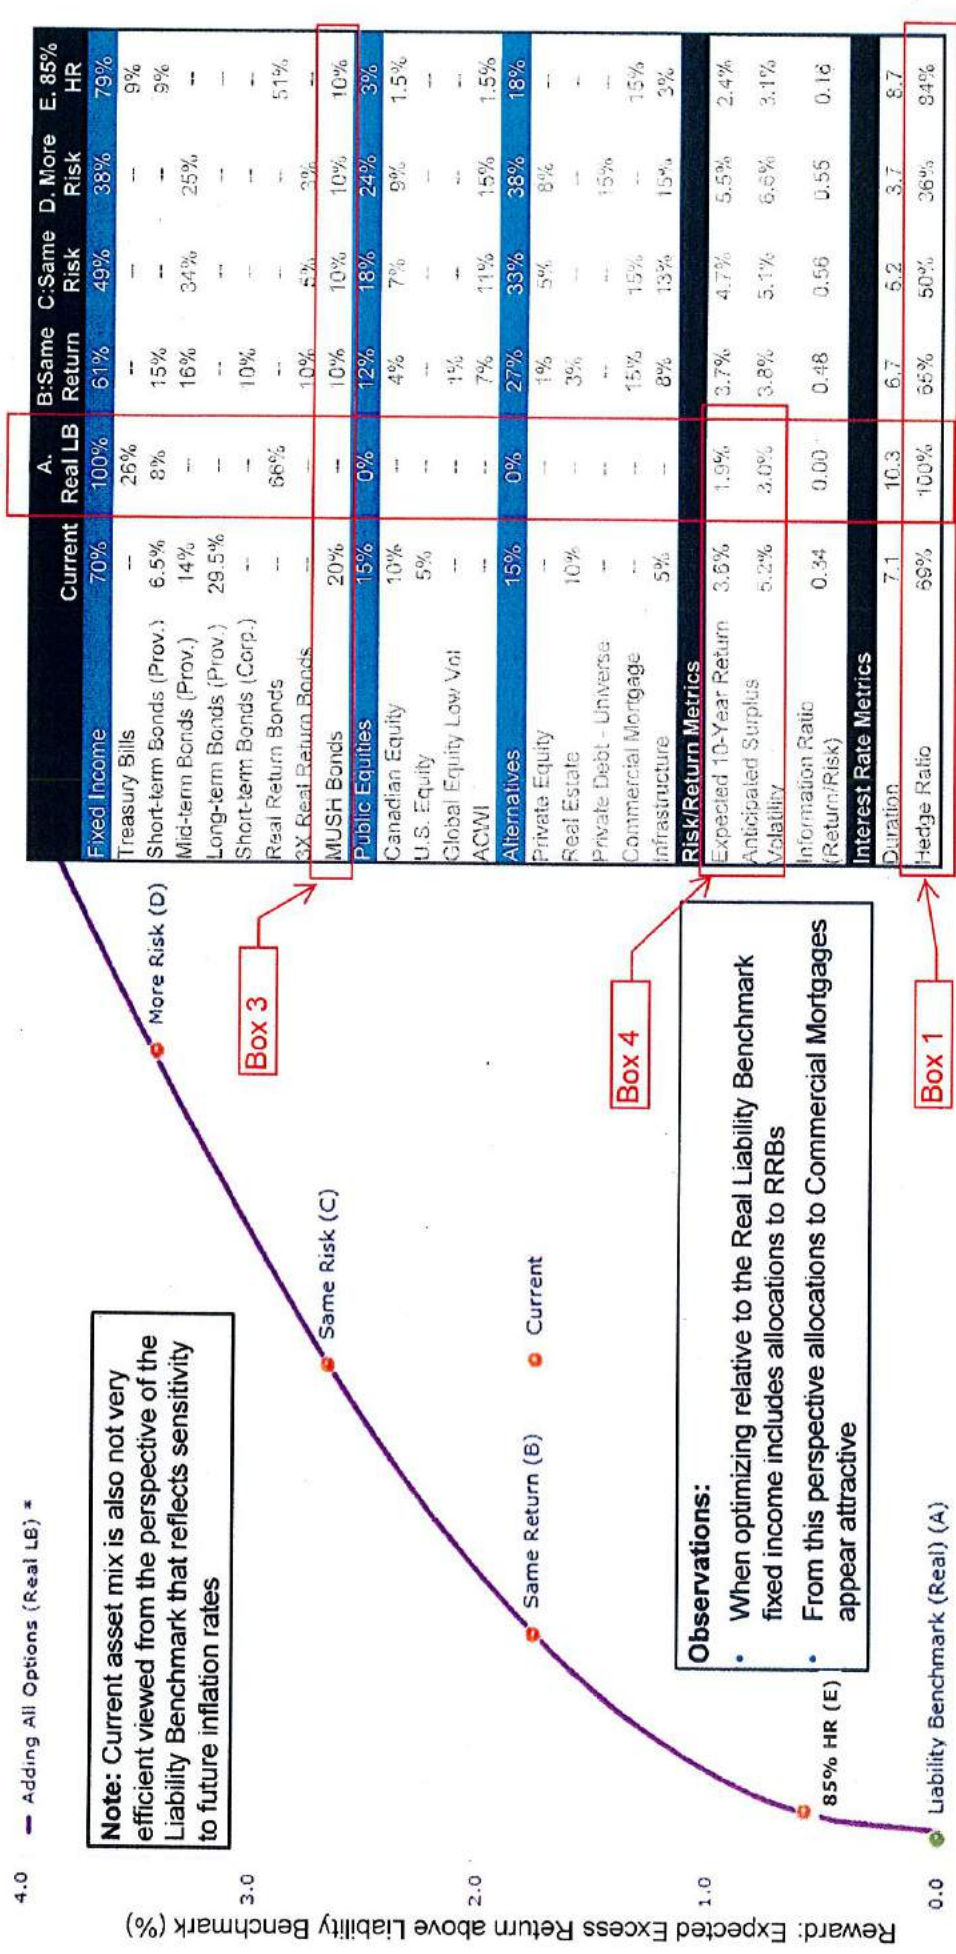 — Adding All Options (Real LB) *
4.0
3.0
2.0
1.0
0.0
Reward: Expected Excess Return above Liability Benchmark (%)
Note: Current asset mix is also not very
efficient viewed from the perspective of the
Liability Benchmark that reflects sensitivity
to future inflation rates
More Risk (D)
Same Risk (C)
Same Return (B)
Current
85% HR (E)
Liability Benchmark (Real) (A)
Observations:
• When optimizing relative to the Real Liability Benchmark
fixed income includes allocations to RRBs
• From this perspective allocations to Commercial Mortgages
appear attractive
Box 3
Box 4
Box 1
Current A. Real LB B:Same Return C:Same Risk D. More Risk E. 85% HR
Fixed Income 70% 100% 61% 49% 38% 79%
Treasury Bills -- 26% -- -- -- 9%
Short-term Bonds (Prov.) 6.5% 8% 15% -- -- 9%
Mid-term Bonds (Prov.) 14% -- 16% 34% 25% --
Long-term Bonds (Prov.) 29.5% -- -- -- -- --
Short-term Bonds (Corp.) -- -- 10% -- -- --
Real Return Bonds -- 66% -- -- -- 51%
3X Real Return Bonds -- -- 10% 5% 3% --
MUSH Bonds 20% -- 10% 10% 10% 10%
Public Equities 15% 0% 12% 18% 24% 3%
Canadian Equity 10% -- 4% 7% 9% 1.5%
U.S. Equity 5% -- -- -- -- --
Global Equity Low Vol -- -- 1% -- -- --
ACWI -- -- 7% 11% 15% 1.5%
Alternatives 15% 0% 27% 33% 38% 18%
Private Equity -- -- 1% 5% 8% --
Real Estate 10% -- 3% -- -- --
Private Debt - Universe -- -- -- -- 15% --
Commercial Mortgage -- -- 15% 15% -- 15%
Infrastructure 5% -- 8% 13% 15% 3%
Risk/Return Metrics
Expected 10-Year Return 3.6% 1.9% 3.7% 4.7% 5.5% 2.4%
Anticipated Surplus
Volatility 5.2% 3.0% 3.8% 5.1% 6.6% 3.1%
Information Ratio
(Return/Risk) 0.34 0.00 0.48 0.56 0.55 0.16
Interest Rate Metrics
Duration 7.1 10.3 6.7 5.2 3.7 8.7
Hedge Ratio 69% 100% 65% 50% 36% 84%